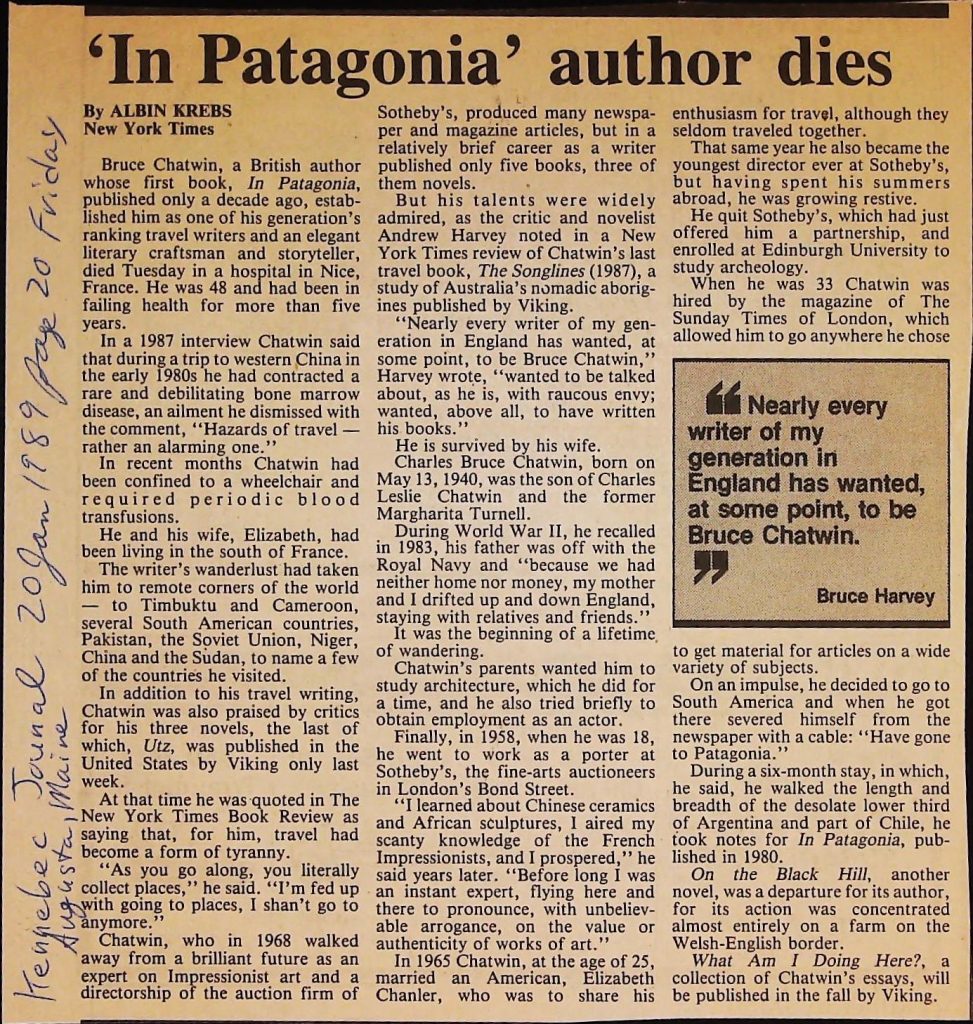 'In Patagonia' author dies
By ALBIN KREBS
New York Times
Bruce Chatwin, a British author
whose first book, In Patagonia,
published only a decade ago, estab-
lished him as one of his generation's
ranking travel writers and an elegant
literary craftsman and storyteller,
died Tuesday in a hospital in Nice,
France. He was 48 and had been in
failing health for more than five
years.
In a 1987 interview Chatwin said
that during a trip to western China in
the early 1980s he had contracted a
rare and debilitating bone marrow
disease, an ailment he dismissed with
the comment, "Hazards of travel —
rather an alarming one."
In recent months Chatwin had
been confined to a wheelchair and
required periodic blood
transfusions.
He and his wife, Elizabeth, had
been living in the south of France.
The writer's wanderlust had taken
him to remote corners of the world
— to Timbuktu and Cameroon,
several South American countries,
Pakistan, the Soviet Union, Niger,
China and the Sudan, to name a few
of the countries he visited.
In addition to his travel writing,
Chatwin was also praised by critics
for his three novels, the last of
which, Utz, was published in the
United States by Viking only last
week.
At that time he was quoted in The
New York Times Book Review as
saying that, for him, travel had
become a form of tyranny.
"As you go along, you literally
collect places," he said. "I'm fed up
with going to places, I shan't go to
anymore."
Chatwin, who in 1968 walked
away from a brilliant future as an
expert on Impressionist art and a
directorship of the auction firm of
Sotheby's, produced many newspa-
per and magazine articles, but in a
relatively brief career as a writer
published only five books, three of
them novels.
But his talents were widely
admired, as the critic and novelist
Andrew Harvey noted in a New
York Times review of Chatwin's last
travel book, The Songlines (1987), a
study of Australia's nomadic aborig-
ines published by Viking.
"Nearly every writer of my gen-
eration in England has wanted, at
some point, to be Bruce Chatwin,"
Harvey wrote, "wanted to be talked
about, as he is, with raucous envy;
wanted, above all, to have written
his books."
He is survived by his wife.
Charles Bruce Chatwin, born on
May 13, 1940, was the son of Charles
Leslie Chatwin and the former
Margharita Turnell.
During World War II, he recalled
in 1983, his father was off with the
Royal Navy and "because we had
neither home nor money, my mother
and I drifted up and down England,
staying with relatives and friends."
It was the beginning of a lifetime
of wandering.
Chatwin's parents wanted him to
study architecture, which he did for
a time, and he also tried briefly to
obtain employment as an actor.
Finally, in 1958, when he was 18,
he went to work as a porter at
Sotheby's, the fine-arts auctioneers
in London's Bond Street.
"I learned about Chinese ceramics
and African sculptures, I aired my
scanty knowledge of the French
Impressionists, and I prospered," he
said years later. "Before long I was
an instant expert, flying here and
there to pronounce, with unbeliev-
able arrogance, on the value or
authenticity of works of art."
In 1965 Chatwin, at the age of 25,
married an American, Elizabeth
Chanler, who was to share his
enthusiasm for travel, although they
seldom traveled together.
That same year he also became the
youngest director ever at Sotheby's,
but having spent his summers
abroad, he was growing restive.
He quit Sotheby's, which had just
offered him a partnership, and
enrolled at Edinburgh University to
study archeology.
When he was 33 Chatwin was
hired by the magazine of The
Sunday Times of London, which
allowed him to go anywhere he chose
"Nearly every
writer of my
generation in
England has wanted,
at some point, to be
Bruce Chatwin.
"
Bruce Harvey
to get material for articles on a wide
variety of subjects.
On an impulse, he decided to go to
South America and when he got
there severed himself from the
newspaper with a cable: "Have gone
to Patagonia."
During a six-month stay, in which,
he said, he walked the length and
breadth of the desolate lower third
of Argentina and part of Chile, he
took notes for In Patagonia, pub-
lished in 1980.
On the Black Hill, another
novel, was a departure for its author,
for its action was concentrated
almost entirely on a farm on the
Welsh-English border.
What Am I Doing Here?, a
collection of Chatwin's essays, will
be published in the fall by Viking.
Kennebec Journal 20 Jan 1989 page 20 Friday
Augusta, Maine